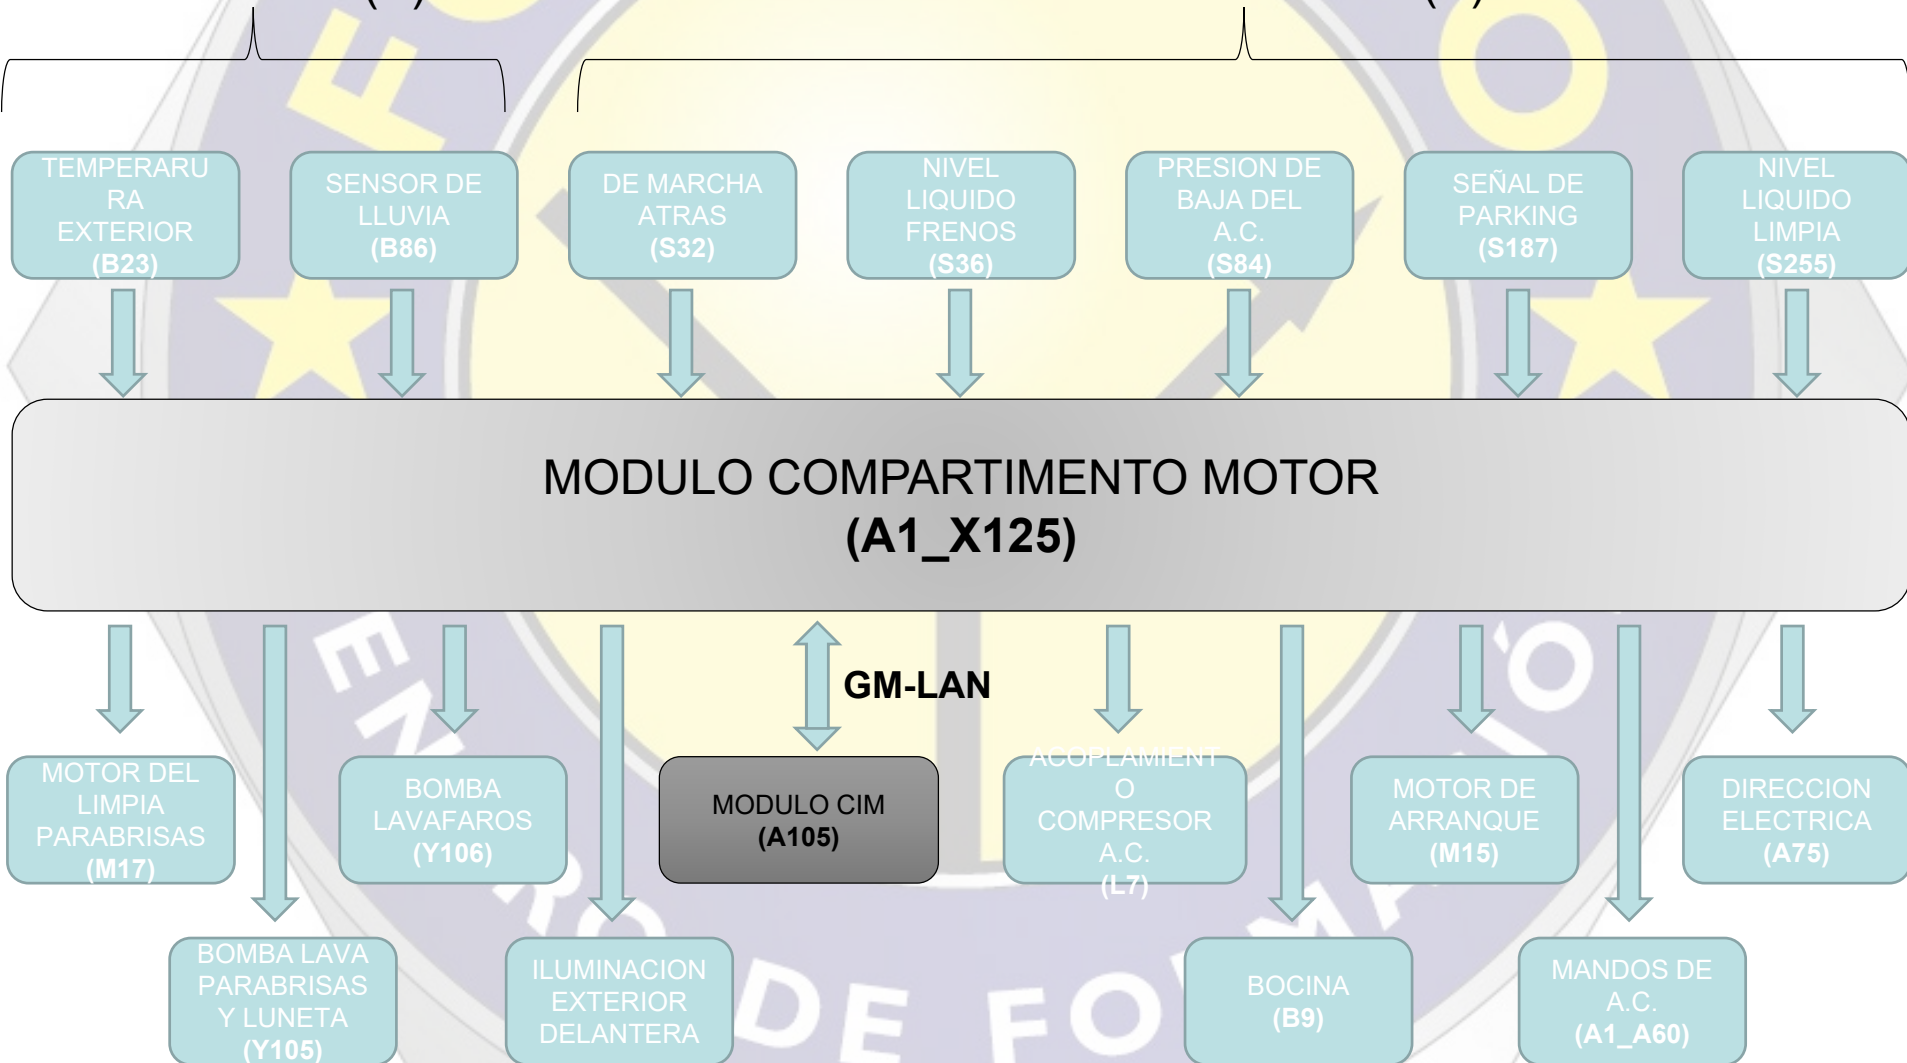 TEMPERARU
RA
EXTERIOR
(B23)
SENSOR DE
LLUVIA
(B86)
DE MARCHA
ATRAS
(S32)
NIVEL
LIQUIDO
FRENOS
(S36)
PRESION DE
BAJA DEL
A.C.
(S84)
SEÑAL DE
PARKING
(S187)
NIVEL
LIQUIDO
LIMPIA
(S255)
MODULO COMPARTIMENTO MOTOR
(A1_X125)
GM-LAN
MOTOR DEL
LIMPIA
PARABRISAS
(M17)
BOMBA
LAVAFAROS
(Y106)
MODULO CIM
(A105)
ACOPLAMIENT
O
COMPRESOR
A.C.
(L7)
MOTOR DE
ARRANQUE
(M15)
DIRECCION
ELECTRICA
(A75)
BOMBA LAVA
PARABRISAS
Y LUNETA
(Y105)
ILUMINACION
EXTERIOR
DELANTERA
BOCINA
(B9)
MANDOS DE
A.C.
(A1_A60)